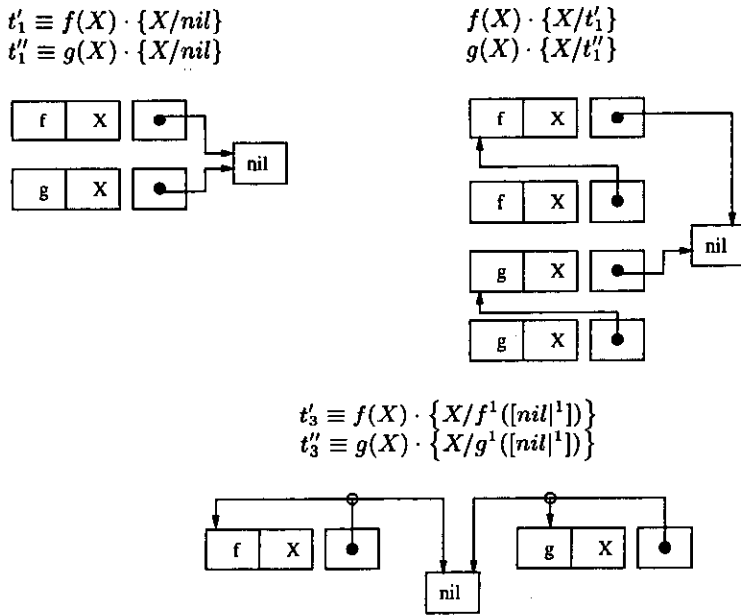 t′₁ ≡ f(X) · {X/nil}
t″₁ ≡ g(X) · {X/nil}
f X
nil
g X
f(X) · {X/t′₁}
g(X) · {X/t″₁}
f X
f X
nil
g X
g X
t′₃ ≡ f(X) · {X/f¹([nil|¹])}
t″₃ ≡ g(X) · {X/g¹([nil|¹])}
f X
g X
nil